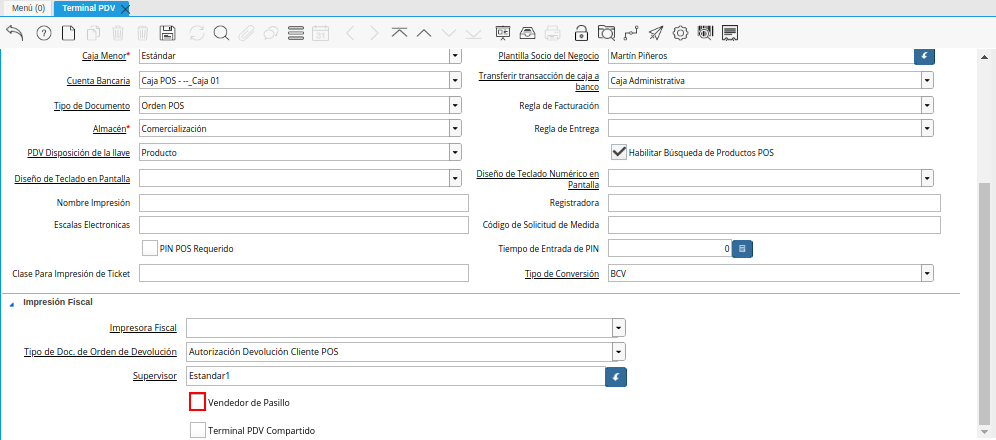 Menú (0) Terminal PDV
Caja Menor* Estándar Plantilla Socio del Negocio Martín Piñeros
Cuenta Bancaria Caja POS - --_Caja 01 Transferir transacción de caja a banco Caja Administrativa
Tipo de Documento Orden POS Regla de Facturación
Almacén* Comercialización Regla de Entrega
PDV Disposición de la llave Producto Habilitar Búsqueda de Productos POS
Diseño de Teclado en Pantalla Diseño de Teclado Numérico en Pantalla
Nombre Impresión Registradora
Escalas Electronicas Código de Solicitud de Medida
PIN POS Requerido Tiempo de Entrada de PIN 0
Clase Para Impresión de Ticket Tipo de Conversión BCV
Impresión Fiscal
Impresora Fiscal
Tipo de Doc. de Orden de Devolución Autorización Devolución Cliente POS
Supervisor Estandar1
Vendedor de Pasillo
Terminal PDV Compartido